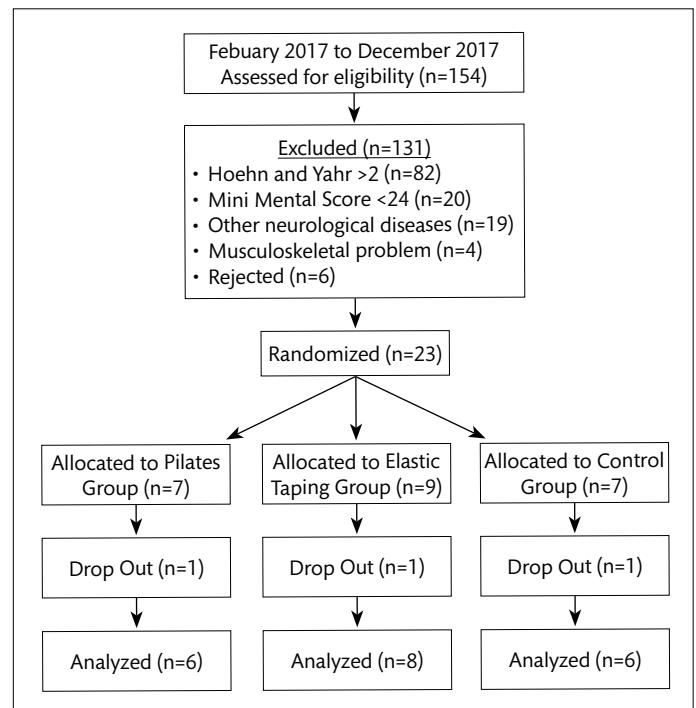 Febuary 2017 to December 2017
Assessed for eligibility (n=154)
Excluded (n=131)
• Hoehn and Yahr >2 (n=82)
• Mini Mental Score <24 (n=20)
• Other neurological diseases (n=19)
• Musculoskeletal problem (n=4)
• Rejected (n=6)
Randomized (n=23)
Allocated to Pilates
Group (n=7)
Allocated to Elastic
Taping Group (n=9)
Allocated to Control
Group (n=7)
Drop Out (n=1)
Drop Out (n=1)
Drop Out (n=1)
Analyzed (n=6)
Analyzed (n=8)
Analyzed (n=6)